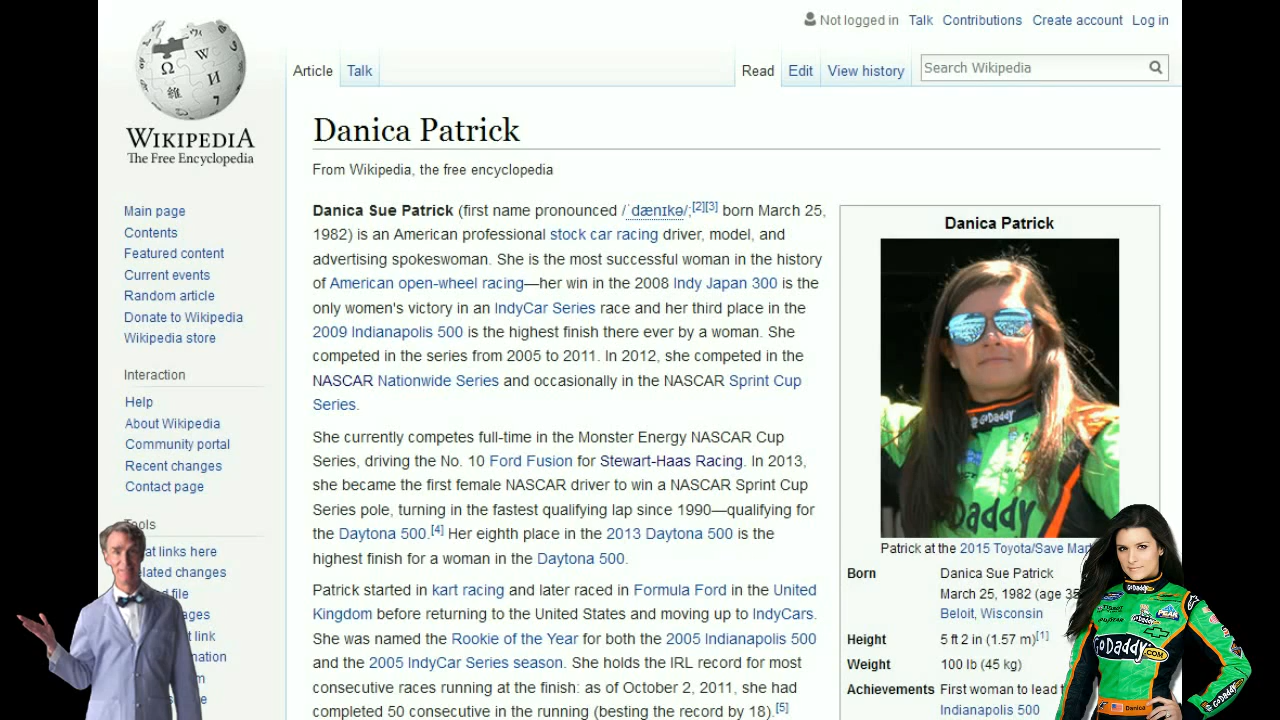 Not logged in Talk Contributions Create account Log in
Article Talk Read Edit View history Search Wikipedia
WIKIPEDIA
The Free Encyclopedia
Main page
Contents
Featured content
Current events
Random article
Donate to Wikipedia
Wikipedia store
Interaction
Help
About Wikipedia
Community portal
Recent changes
Contact page
Tools
at links here
elated changes
file
ages
t link
mation
Danica Patrick
From Wikipedia, the free encyclopedia
Danica Sue Patrick (first name pronounced /ˈdænɪkə/;[2][3] born March 25,
1982) is an American professional stock car racing driver, model, and
advertising spokeswoman. She is the most successful woman in the history
of American open-wheel racing—her win in the 2008 Indy Japan 300 is the
only women's victory in an IndyCar Series race and her third place in the
2009 Indianapolis 500 is the highest finish there ever by a woman. She
competed in the series from 2005 to 2011. In 2012, she competed in the
NASCAR Nationwide Series and occasionally in the NASCAR Sprint Cup
Series.
She currently competes full-time in the Monster Energy NASCAR Cup
Series, driving the No. 10 Ford Fusion for Stewart-Haas Racing. In 2013,
she became the first female NASCAR driver to win a NASCAR Sprint Cup
Series pole, turning in the fastest qualifying lap since 1990—qualifying for
the Daytona 500.[4] Her eighth place in the 2013 Daytona 500 is the
highest finish for a woman in the Daytona 500.
Patrick started in kart racing and later raced in Formula Ford in the United
Kingdom before returning to the United States and moving up to IndyCars.
She was named the Rookie of the Year for both the 2005 Indianapolis 500
and the 2005 IndyCar Series season. She holds the IRL record for most
consecutive races running at the finish: as of October 2, 2011, she had
completed 50 consecutive in the running (besting the record by 18).[5]
Danica Patrick
GoDaddy
Daddy
Patrick at the 2015 Toyota/Save Mart
Born Danica Sue Patrick
March 25, 1982 (age 35
Beloit, Wisconsin
Height 5 ft 2 in (1.57 m)[1]
Weight 100 lb (45 kg)
Achievements First woman to lead t
Indianapolis 500
GoDaddy
GoDaddy.COM
GoDaddy
Danica